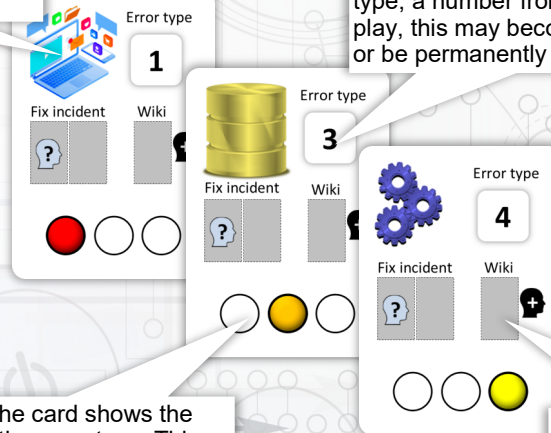 type, a number from
play, this may beco
or be permanently
Error type
1
Fix incident
Wiki
?
+
Error type
3
Fix incident
Wiki
?
+
Error type
4
Fix incident
Wiki
?
+
he card shows the